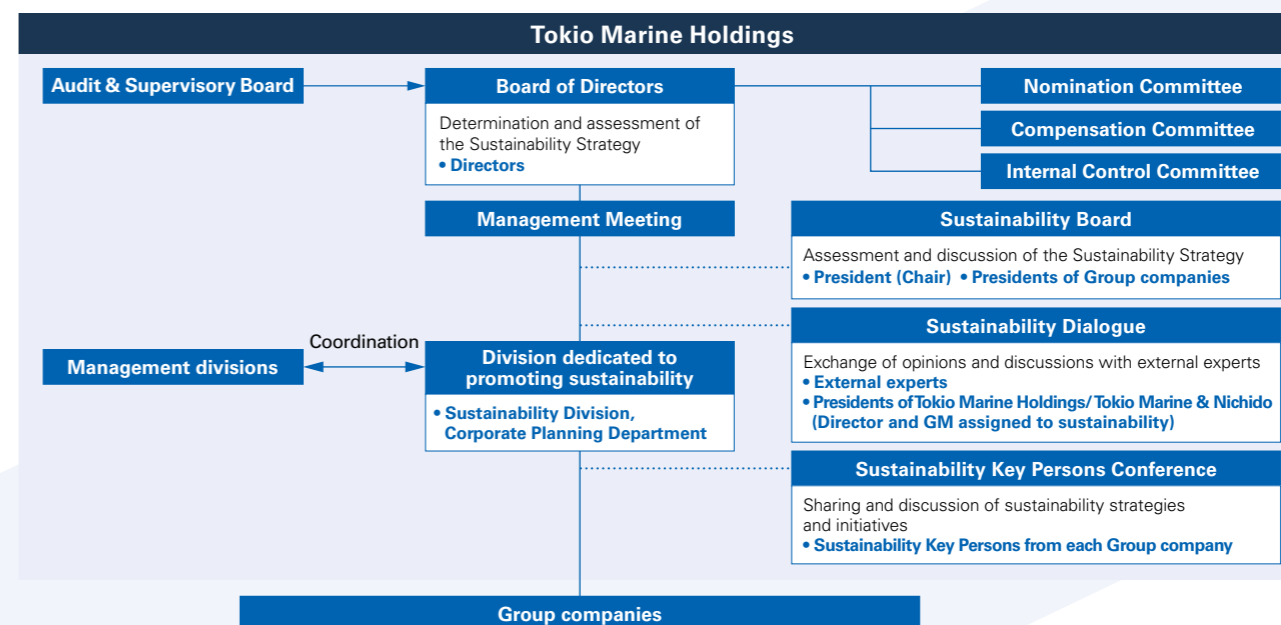 Tokio Marine Holdings
Audit & Supervisory Board
Board of Directors
Determination and assessment of
the Sustainability Strategy
• Directors
Nomination Committee
Compensation Committee
Internal Control Committee
Management Meeting
Sustainability Board
Assessment and discussion of the Sustainability Strategy
• President (Chair) • Presidents of Group companies
Sustainability Dialogue
Exchange of opinions and discussions with external experts
• External experts
• Presidents of Tokio Marine Holdings/ Tokio Marine & Nichido
(Director and GM assigned to sustainability)
Management divisions
Coordination
Division dedicated to
promoting sustainability
• Sustainability Division,
Corporate Planning Department
Sustainability Key Persons Conference
Sharing and discussion of sustainability strategies
and initiatives
• Sustainability Key Persons from each Group company
Group companies